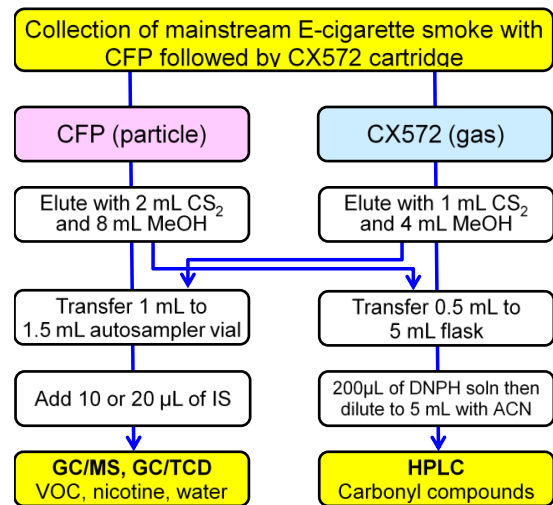 Collection of mainstream E-cigarette smoke with
CFP followed by CX572 cartridge
CFP (particle)
CX572 (gas)
Elute with 2 mL CS₂
and 8 mL MeOH
Elute with 1 mL CS₂
and 4 mL MeOH
Transfer 1 mL to
1.5 mL autosampler vial
Transfer 0.5 mL to
5 mL flask
Add 10 or 20 µL of IS
200µL of DNPH soln then
dilute to 5 mL with ACN
GC/MS, GC/TCD
VOC, nicotine, water
HPLC
Carbonyl compounds